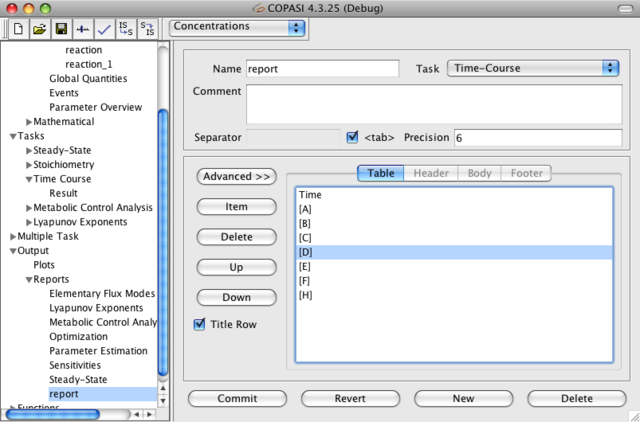 COPASI 4.3.25 (Debug)
IS
S
S
IS
Concentrations
reaction
reaction_1
Global Quantities
Events
Parameter Overview
Mathematical
Tasks
Steady-State
Stoichiometry
Time Course
Result
Metabolic Control Analysis
Lyapunov Exponents
Multiple Task
Output
Plots
Reports
Elementary Flux Modes
Lyapunov Exponents
Metabolic Control Analy
Optimization
Parameter Estimation
Sensitivities
Steady-State
report
Functions
Name report Task Time-Course
Comment
Separator <tab> Precision 6
Advanced >>
Item
Delete
Up
Down
Title Row
Table Header Body Footer
Time
[A]
[B]
[C]
[D]
[E]
[F]
[H]
Commit Revert New Delete